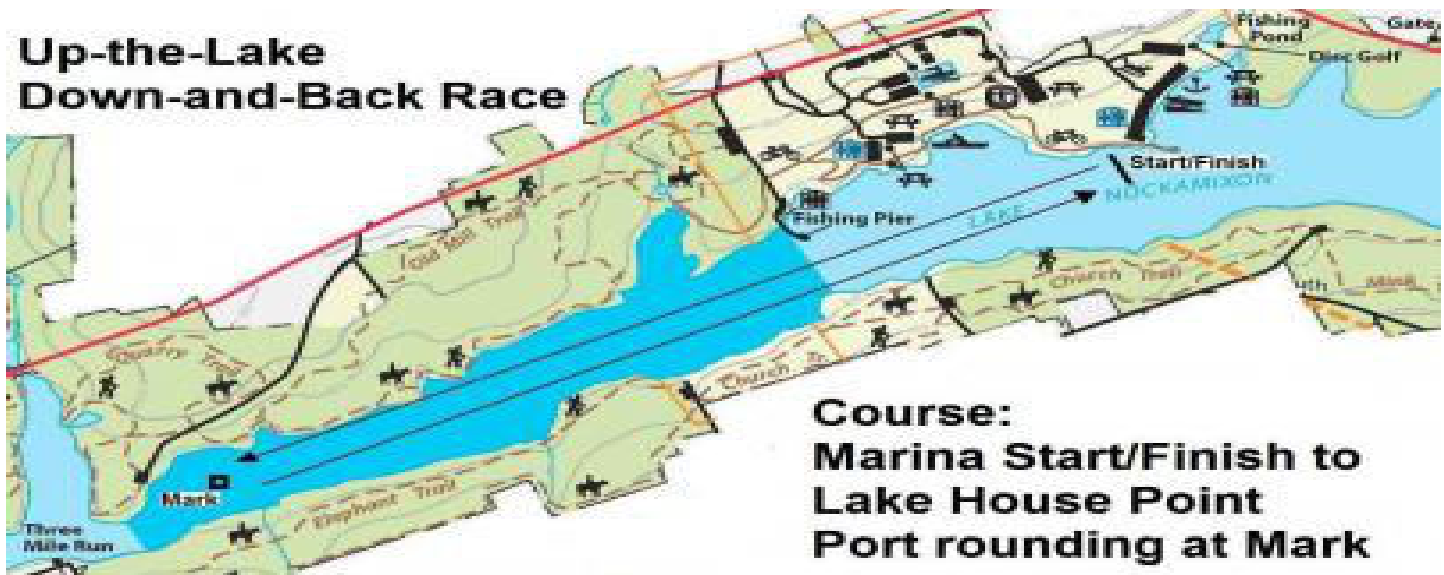 Up-the-Lake
Down-and-Back Race
Fishing
Pond
Gate
Disc Golf
Start/Finish
LAKE
NOCKAMIXON
Fishing Pier
Old Mill Trail
Quarry
Church Trail
Church Tr.
Mink
Elephant Trail
Mark
Three
Mile Run
Course:
Marina Start/Finish to
Lake House Point
Port rounding at Mark